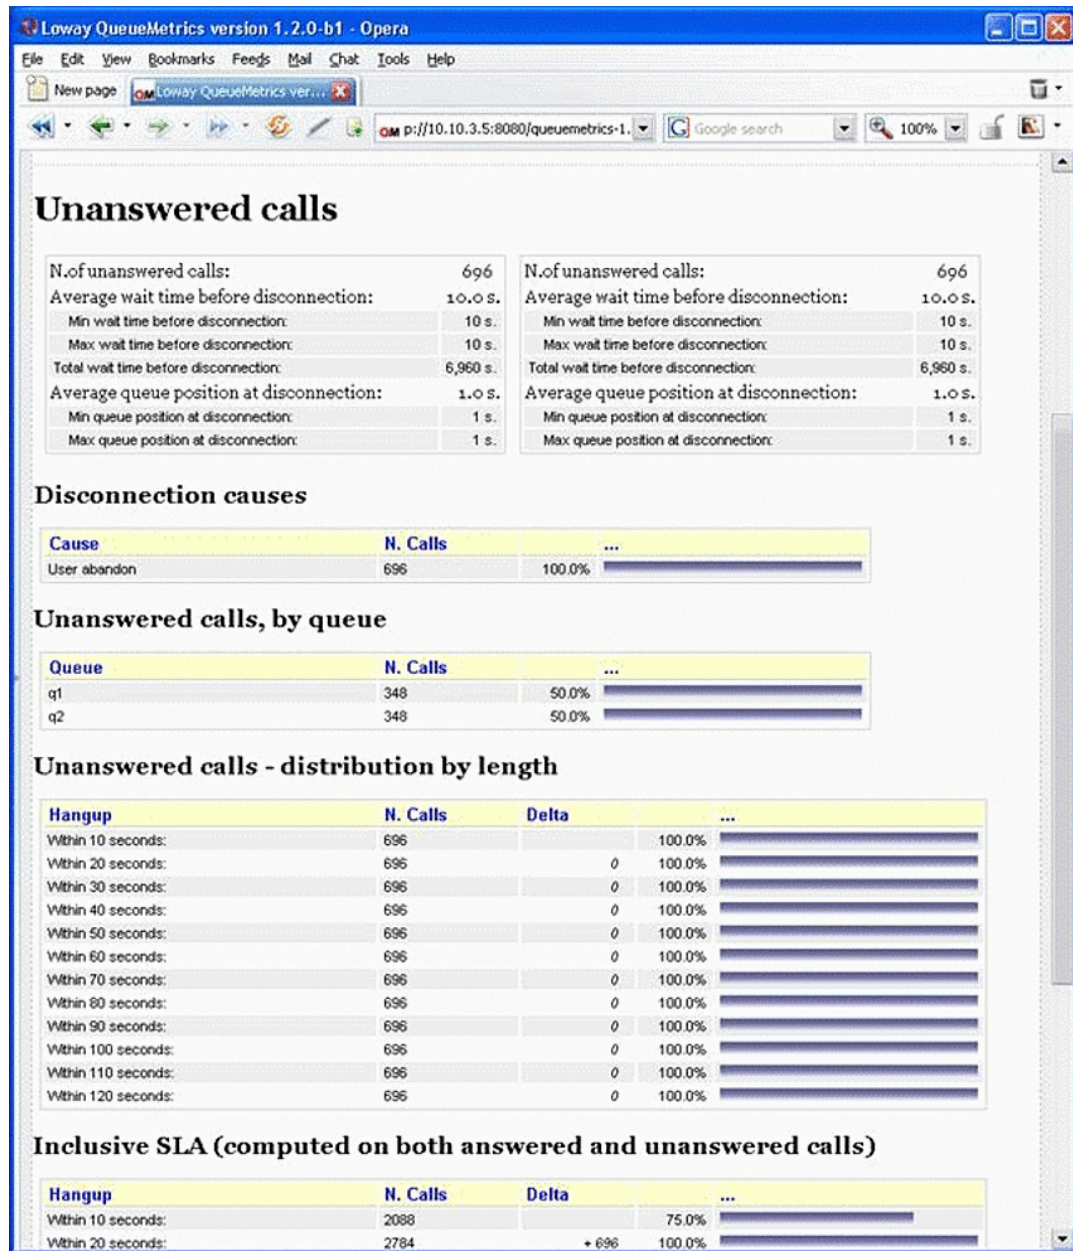 Loway QueueMetrics version 1.2.0-b1 - Opera
File Edit View Bookmarks Feeds Mail Chat Tools Help
New page Loway QueueMetrics ver...
p://10.10.3.5:8080/queuemetrics-1. Google search 100%
Unanswered calls
N.of unanswered calls: 696 N.of unanswered calls: 696
Average wait time before disconnection: 10.0 s. Average wait time before disconnection: 10.0 s.
Min wait time before disconnection: 10 s. Min wait time before disconnection: 10 s.
Max wait time before disconnection: 10 s. Max wait time before disconnection: 10 s.
Total wait time before disconnection: 6,960 s. Total wait time before disconnection: 6,960 s.
Average queue position at disconnection: 1.0 s. Average queue position at disconnection: 1.0 s.
Min queue position at disconnection: 1 s. Min queue position at disconnection: 1 s.
Max queue position at disconnection: 1 s. Max queue position at disconnection: 1 s.
Disconnection causes
Cause N. Calls ...
User abandon 696 100.0%
Unanswered calls, by queue
Queue N. Calls ...
q1 348 50.0%
q2 348 50.0%
Unanswered calls - distribution by length
Hangup N. Calls Delta ...
Within 10 seconds: 696 100.0%
Within 20 seconds: 696 0 100.0%
Within 30 seconds: 696 0 100.0%
Within 40 seconds: 696 0 100.0%
Within 50 seconds: 696 0 100.0%
Within 60 seconds: 696 0 100.0%
Within 70 seconds: 696 0 100.0%
Within 80 seconds: 696 0 100.0%
Within 90 seconds: 696 0 100.0%
Within 100 seconds: 696 0 100.0%
Within 110 seconds: 696 0 100.0%
Within 120 seconds: 696 0 100.0%
Inclusive SLA (computed on both answered and unanswered calls)
Hangup N. Calls Delta ...
Within 10 seconds: 2088 75.0%
Within 20 seconds: 2784 + 696 100.0%